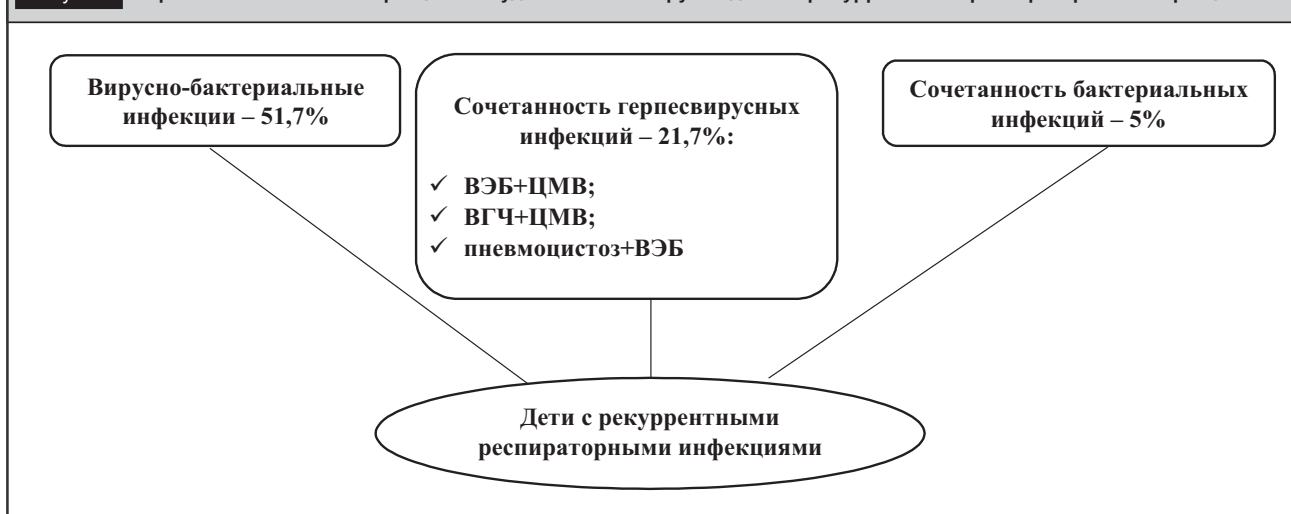 Вирусно-бактериальные
инфекции – 51,7%
Сочетанность герпесвирусных
инфекций – 21,7%:
✓ ВЭБ+ЦМВ;
✓ ВГЧ+ЦМВ;
✓ пневмоцистоз+ВЭБ
Сочетанность бактериальных
инфекций – 5%
Дети с рекуррентными
респираторными инфекциями